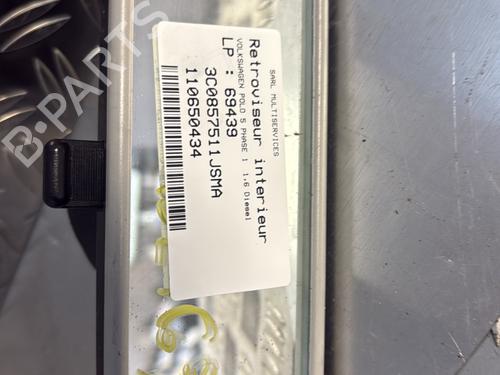 SARL MULTISERVICES
Retroviseur interieur
VOLKSWAGEN POLO 5 PHASE 1 1,6 Diesel
LP : 69439
3C0857511JSMA
110650434
B-PARTS